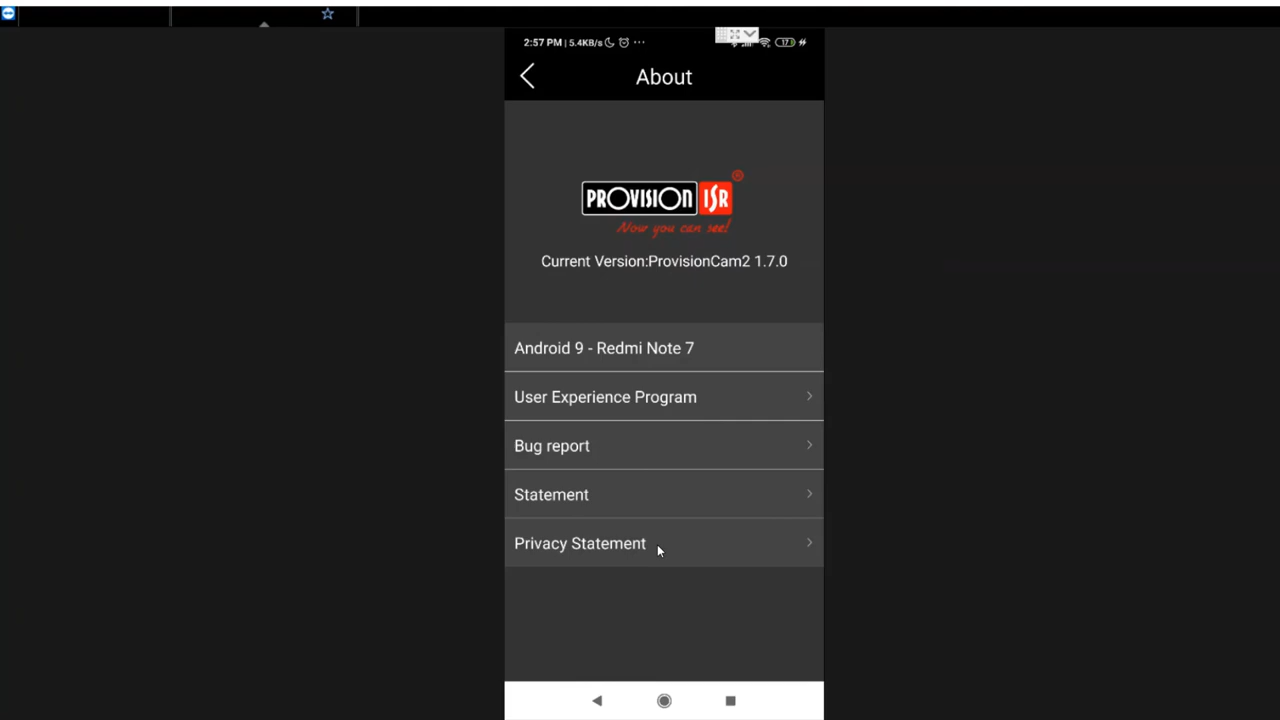 2:57 PM | 5.4KB/s ··· 17
About
PROVISION ISR ®
Now you can see!
Current Version:ProvisionCam2 1.7.0
Android 9 - Redmi Note 7
User Experience Program
Bug report
Statement
Privacy Statement